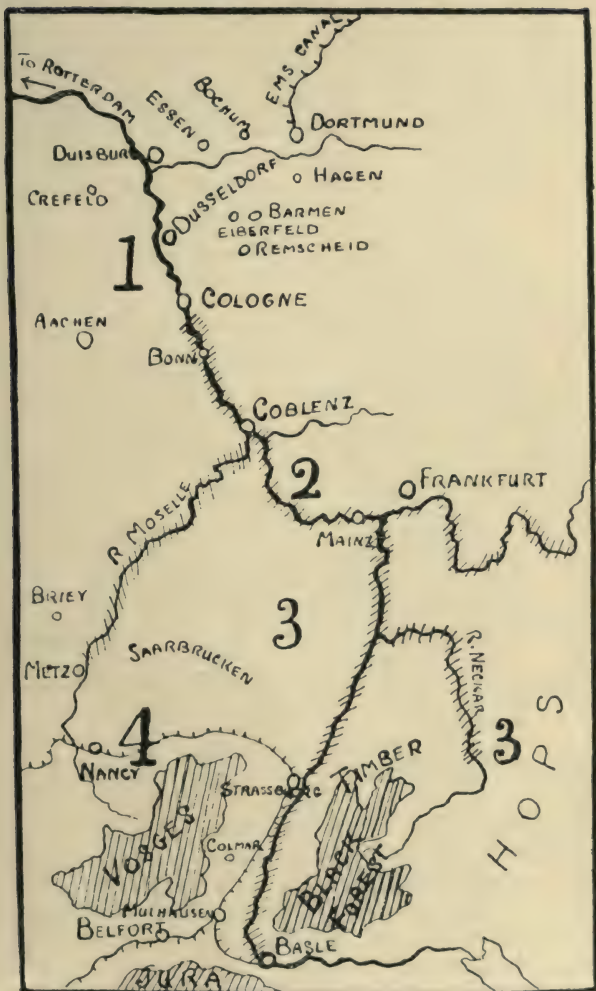 To ROTTERDAM
EMS CANAL
BOCHUM
ESSEN
DORTMUND
DUISBURG
HAGEN
CREFELD
DUSSELDORF
BARMEN
EIBERFELD
REMSCHEID
1
COLOGNE
AACHEN
BONN
COBLENZ
2
FRANKFURT
R. MOSELLE
MAINZ
BRIEY
3
R. NECKAR
METZ
SAARBRUCKEN
HOPS
4
3
NANCY
TIMBER
STRASSBURG
VOSGES
COLMAR
BLACK
FOREST
MULHAUSEN
BELFORT
BASLE
JURA